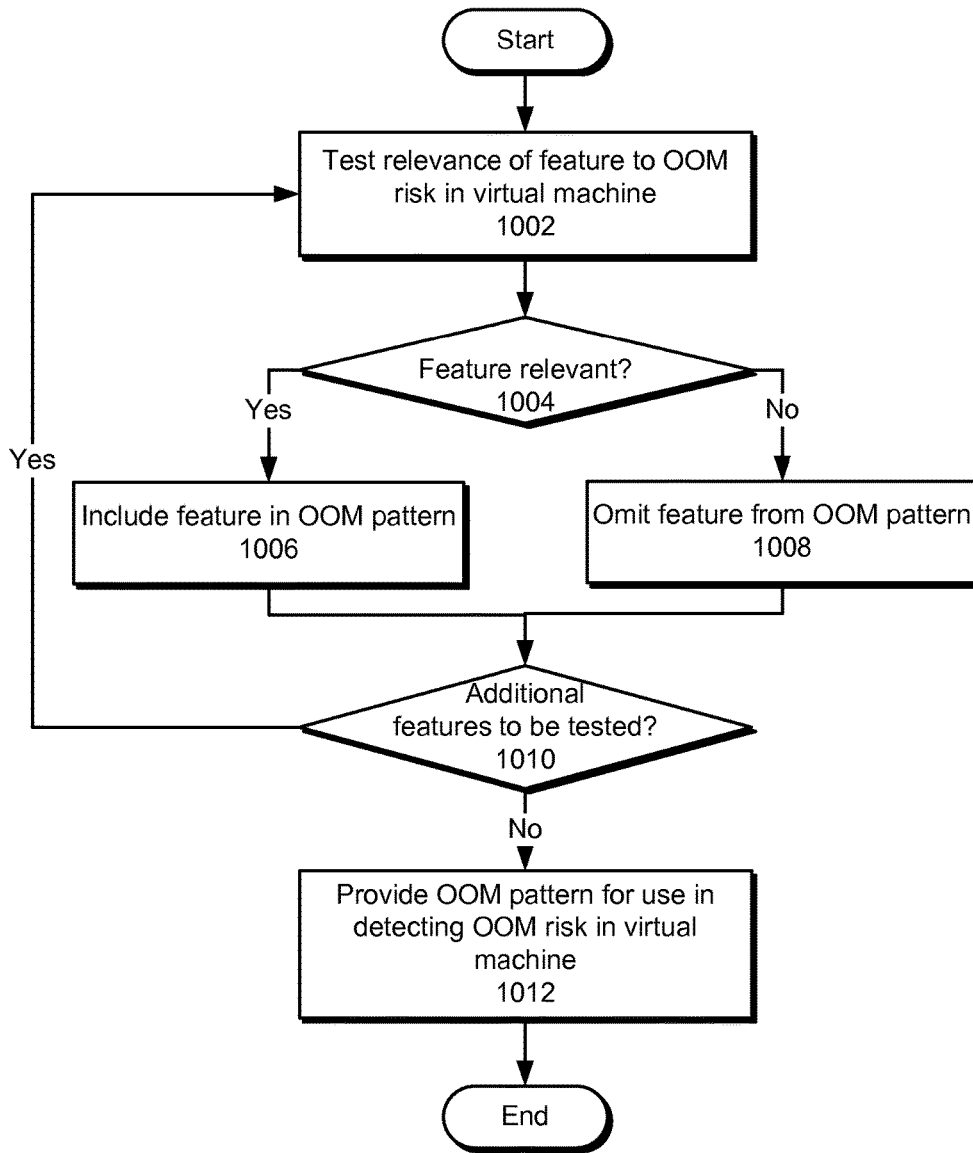 Start
Test relevance of feature to OOM
risk in virtual machine
1002
Feature relevant?
1004
Yes
No
Yes
Include feature in OOM pattern
1006
Omit feature from OOM pattern
1008
Additional
features to be tested?
1010
No
Provide OOM pattern for use in
detecting OOM risk in virtual
machine
1012
End